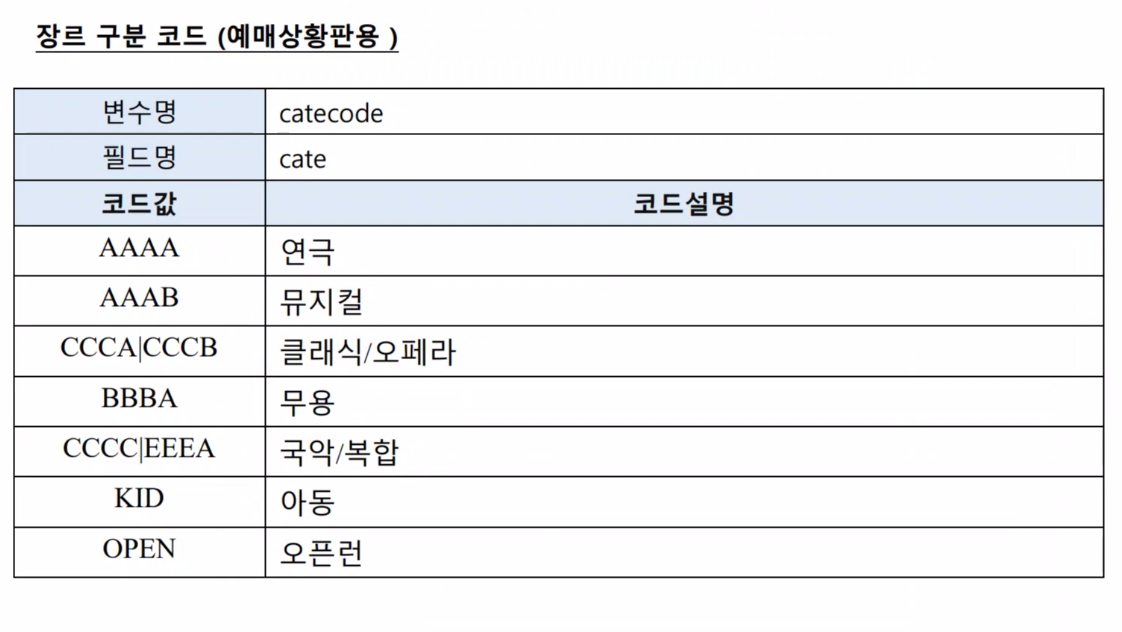 장르 구분 코드 (예매상황판용 )
변수명 catecode
필드명 cate
코드값 코드설명
AAAA 연극
AAAB 뮤지컬
CCCA|CCCB 클래식/오페라
BBBA 무용
CCCC|EEEA 국악/복합
KID 아동
OPEN 오픈런